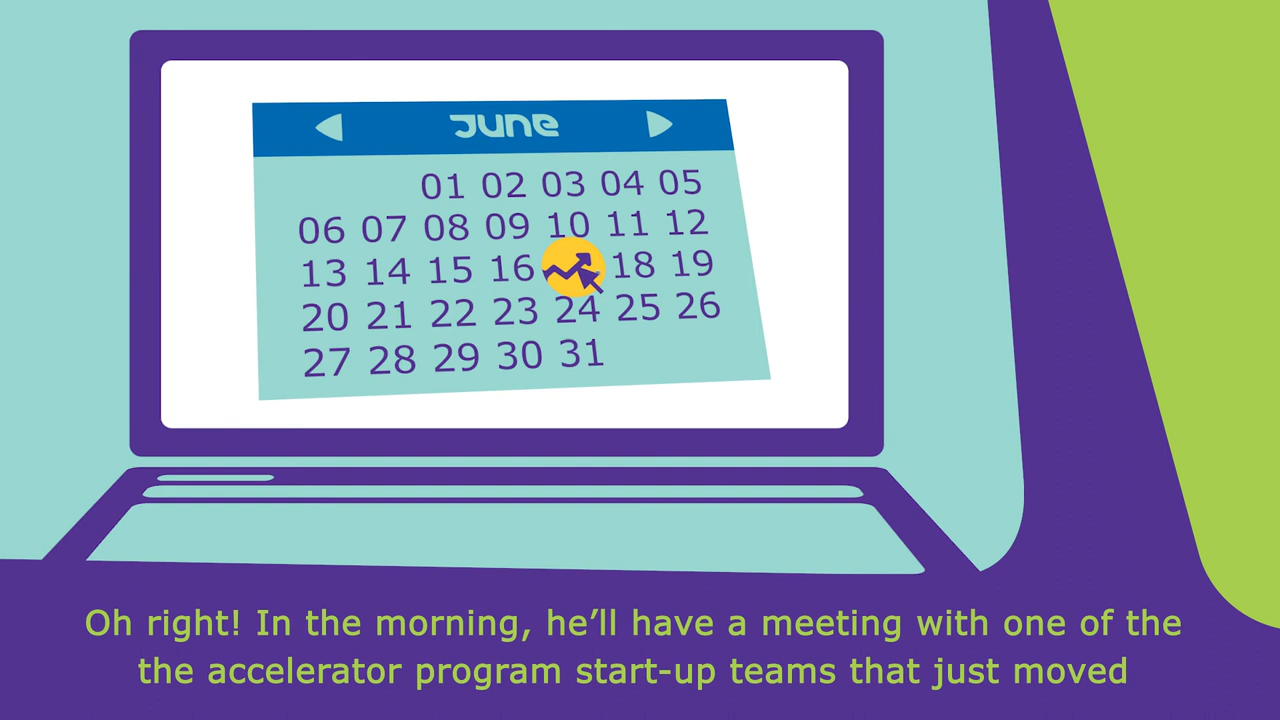 June
01 02 03 04 05
06 07 08 09 10 11 12
13 14 15 16 18 19
20 21 22 23 24 25 26
27 28 29 30 31
Oh right! In the morning, he’ll have a meeting with one of the
the accelerator program start-up teams that just moved